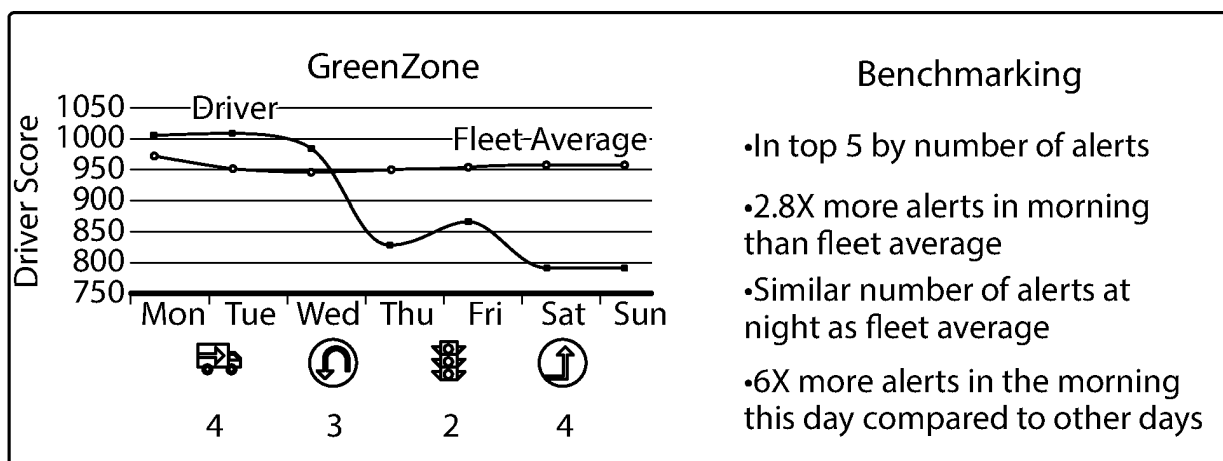 GreenZone
Driver Score
1050
1000
950
900
850
800
750
Driver
Fleet Average
Mon Tue Wed Thu Fri Sat Sun
4 3 2 4
Benchmarking
•In top 5 by number of alerts
•2.8X more alerts in morning
than fleet average
•Similar number of alerts at
night as fleet average
•6X more alerts in the morning
this day compared to other days